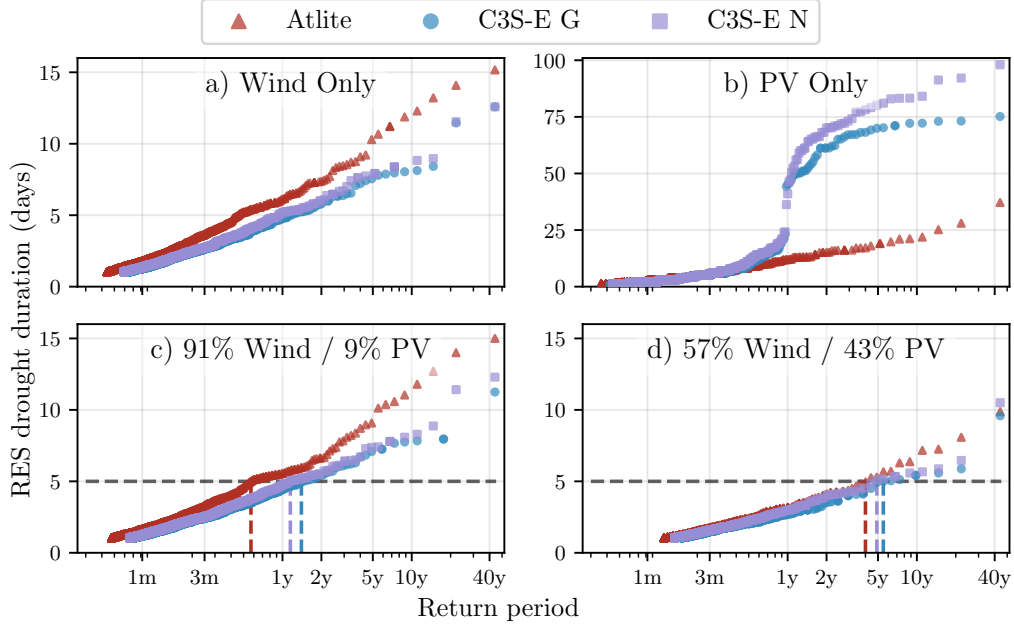 Atlite C3S-E G C3S-E N
a) Wind Only
15
10
5
0
b) PV Only
100
75
50
25
0
RES drought duration (days)
c) 91% Wind / 9% PV
15
10
5
0
1m 3m 1y 2y 5y 10y 40y
d) 57% Wind / 43% PV
15
10
5
0
1m 3m 1y 2y 5y 10y 40y
Return period